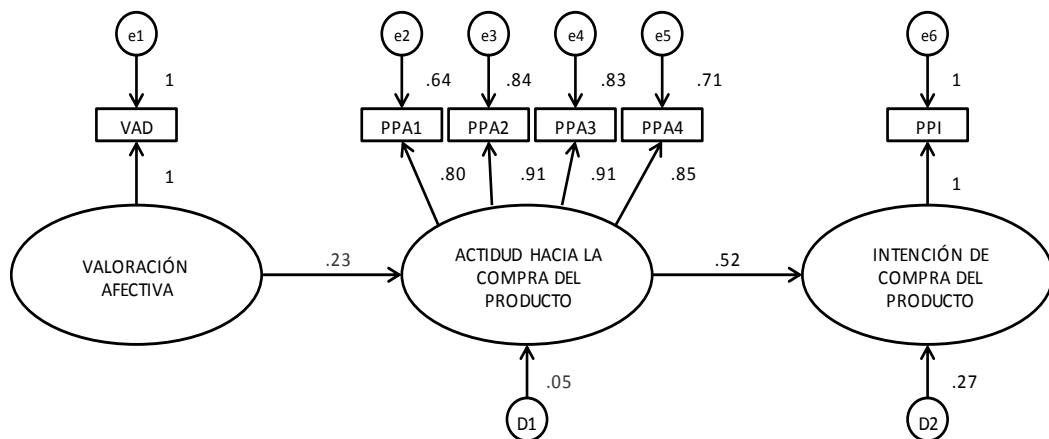 e1
e2
e3
e4
e5
e6
1
.64
.84
.83
.71
1
VAD
PPA1
PPA2
PPA3
PPA4
PPI
1
.80
.91
.91
.85
1
VALORACIÓN
AFECTIVA
.23
ACTIDUD HACIA LA
COMPRA DEL
PRODUCTO
.52
INTENCIÓN DE
COMPRA DEL
PRODUCTO
.05
.27
D1
D2